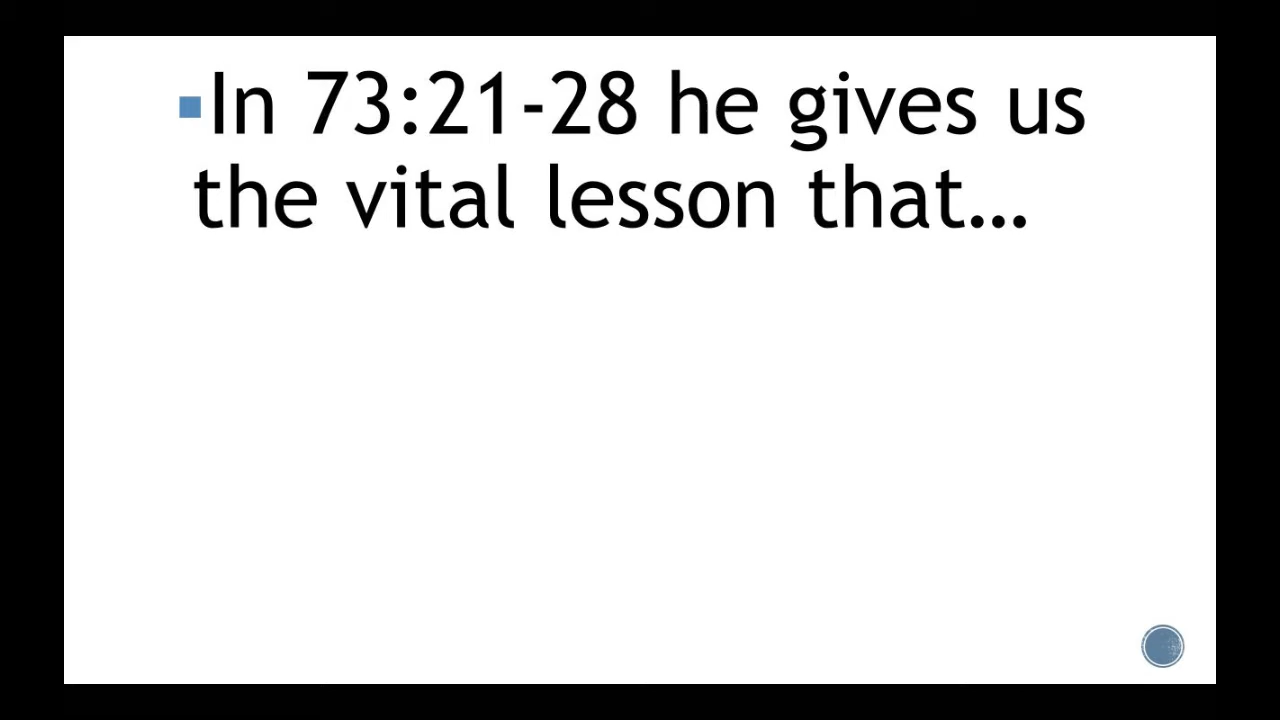 ▪In 73:21-28 he gives us
the vital lesson that…